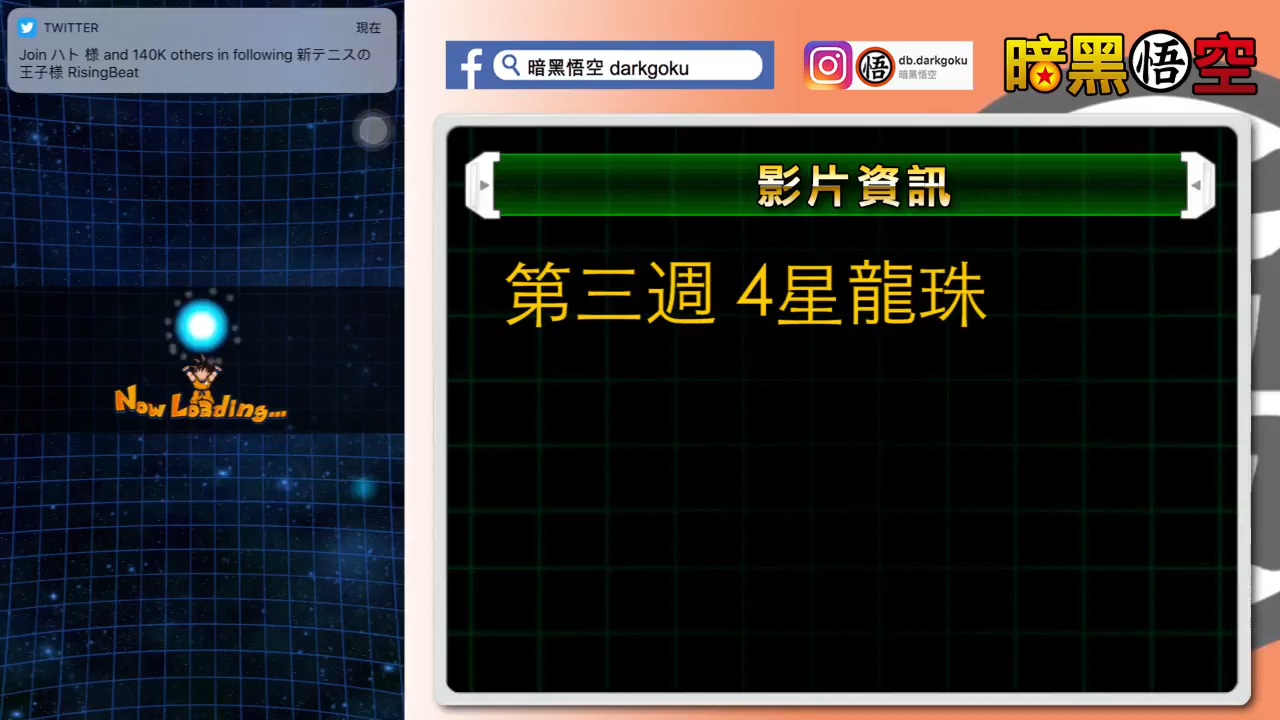 TWITTER
現在
Join ハト 様 and 140K others in following 新テニスの
王子様 RisingBeat
Now Loading...
f
暗黑悟空 darkgoku
悟
db.darkgoku
暗黑悟空
暗黑悟空
影片資訊
第三週 4星龍珠